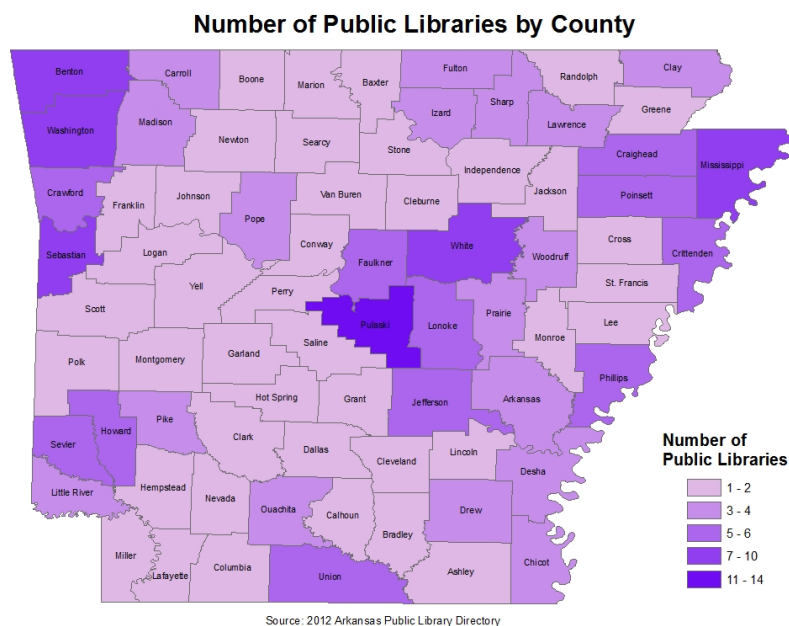 Number of Public Libraries by County
Benton
Carroll
Boone
Marion
Baxter
Fulton
Randolph
Clay
Washington
Madison
Newton
Searcy
Stone
Izard
Sharp
Lawrence
Greene
Crawford
Franklin
Johnson
Pope
Van Buren
Cleburne
Independence
Jackson
Craighead
Poinsett
Mississippi
Sebastian
Logan
Conway
Faulkner
White
Woodruff
Cross
Crittenden
Scott
Yell
Perry
Pulaski
Lonoke
Prairie
St. Francis
Lee
Monroe
Polk
Montgomery
Garland
Saline
Phillips
Hot Spring
Grant
Jefferson
Arkansas
Sevier
Howard
Pike
Clark
Dallas
Cleveland
Lincoln
Desha
Little River
Hempstead
Nevada
Ouachita
Calhoun
Bradley
Drew
Chicot
Miller
Lafayette
Columbia
Union
Ashley
Number of
Public Libraries
1 - 2
3 - 4
5 - 6
7 - 10
11 - 14
Source: 2012 Arkansas Public Library Directory